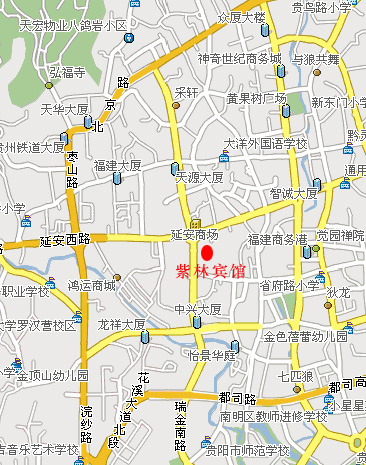 众厦大楼
贵鸟路小学
天宏物业八鸽岩小区
神奇世纪商务城
与狼共舞
弘福寺
采轩
黄果树广场
新东门小学
北京路
天华大厦
贵州铁道大厦
大洋外国语学校
黔灵
枣山路
福建大厦
天源大厦
通用
智诚大厦
小学
延安西路
延安商场
福建商务港
觉园禅院
紫林宾馆
职业学校
鸿运商城
省府路小学
狄龙
大学罗汉营校区
龙祥大厦
中兴大厦
金色蓓蕾幼儿园
怡景华庭
金顶山幼儿园
七匹狼
都司路
都司高
花溪大道北段
小星星
瑞金南路
南明区教师进修学校
浣纱路
音乐艺术学校
贵阳市师范学校